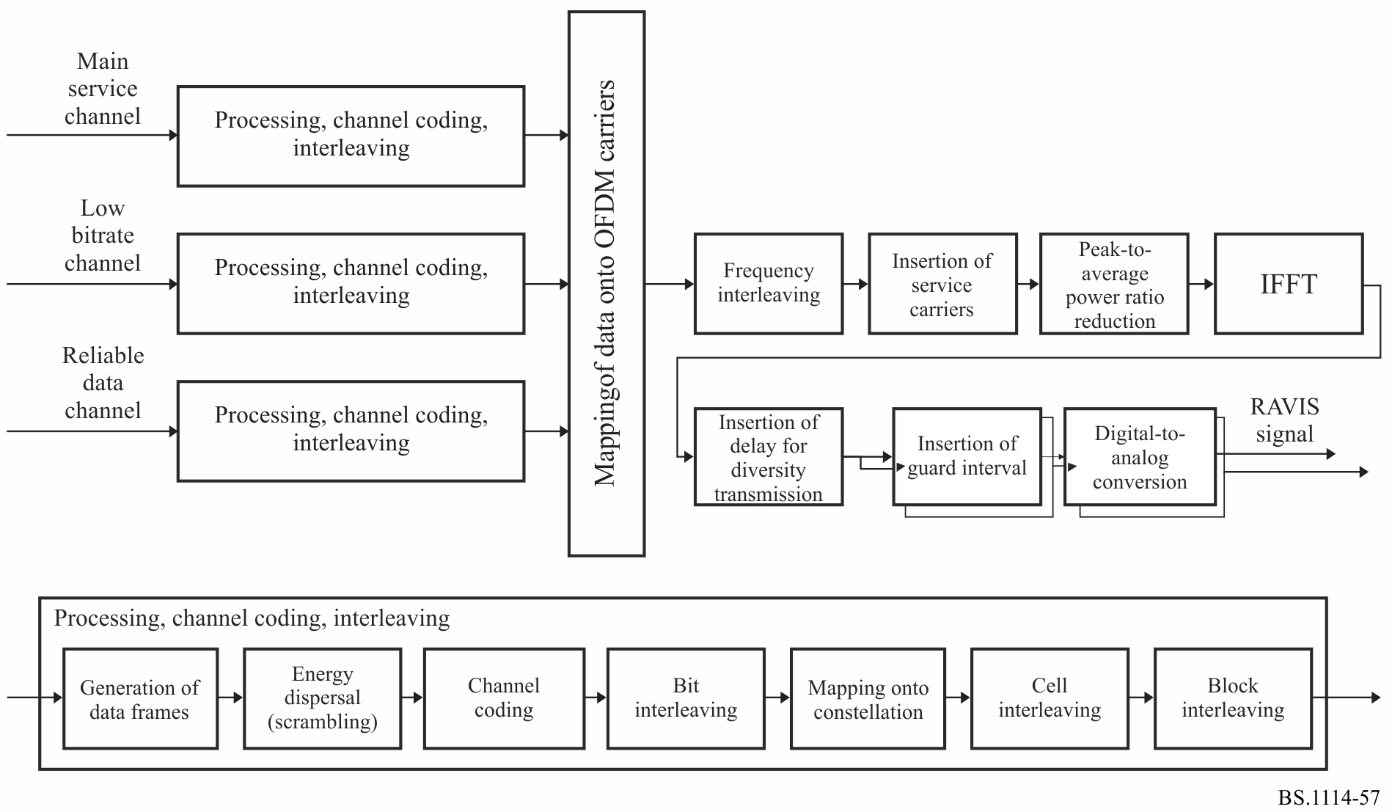 Main
service
channel
Processing, channel coding,
interleaving
Low
bitrate
channel
Processing, channel coding,
interleaving
Reliable
data
channel
Processing, channel coding,
interleaving
Mappingof data onto OFDM carriers
Frequency
interleaving
Insertion of
service
carriers
Peak-to-
average
power ratio
reduction
IFFT
Insertion of
delay for
diversity
transmission
Insertion of
guard interval
Digital-to-
analog
conversion
RAVIS
signal
Processing, channel coding, interleaving
Generation of
data frames
Energy
dispersal
(scrambling)
Channel
coding
Bit
interleaving
Mapping onto
constellation
Cell
interleaving
Block
interleaving
BS.1114-57